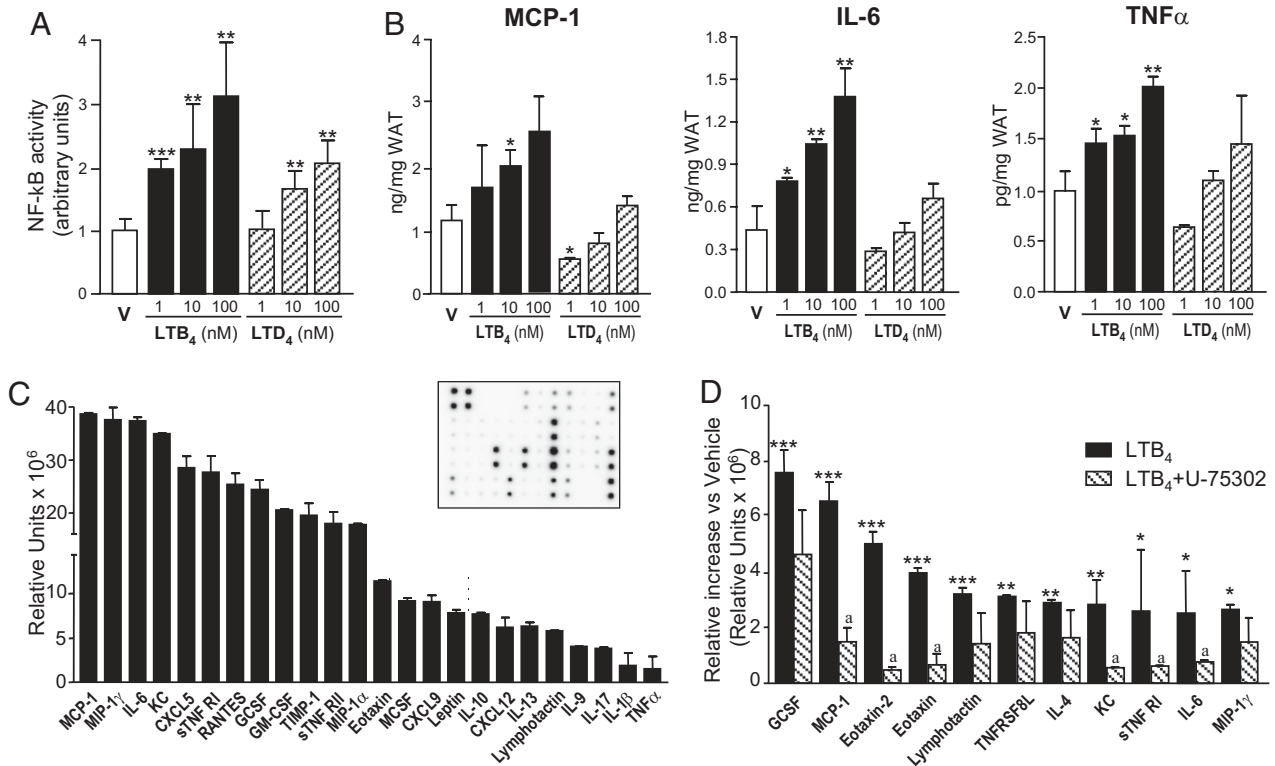 A
NF-kB activity
(arbitrary units)
4
3
2
1
0
***
**
**
**
**
V
1 10 100 1 10 100
LTB4 (nM) LTD4 (nM)
B
MCP-1
ng/mg WAT
4
3
2
1
0
*
*
V
1 10 100 1 10 100
LTB4 (nM) LTD4 (nM)
IL-6
ng/mg WAT
1.8
1.5
1.2
0.9
0.6
0.3
0.0
*
**
**
V
1 10 100 1 10 100
LTB4 (nM) LTD4 (nM)
TNFα
pg/mg WAT
2.5
2.0
1.5
1.0
0.5
0.0
*
*
**
V
1 10 100 1 10 100
LTB4 (nM) LTD4 (nM)
C
Relative Units x 10⁶
40
30
20
10
5
0
MCP-1
MIP-1γ
IL-6
KC
CXCL5
sTNF RI
RANTES
GCSF
GM-CSF
TIMP-1
sTNF RII
MIP-1α
Eotaxin
MCSF
CXCL9
Leptin
IL-10
CXCL12
IL-13
Lymphotactin
IL-9
IL-17
IL-1β
TNFα
D
Relative increase vs Vehicle
(Relative Units x 10⁶)
10
8
6
4
2
0
LTB4
LTB4+U-75302
***
***
***
***
***
**
**
**
*
*
*
a
a
a
a
a
a
GCSF
MCP-1
Eotaxin-2
Eotaxin
Lymphotactin
TNFRSF8L
IL-4
KC
sTNF RI
IL-6
MIP-1γ